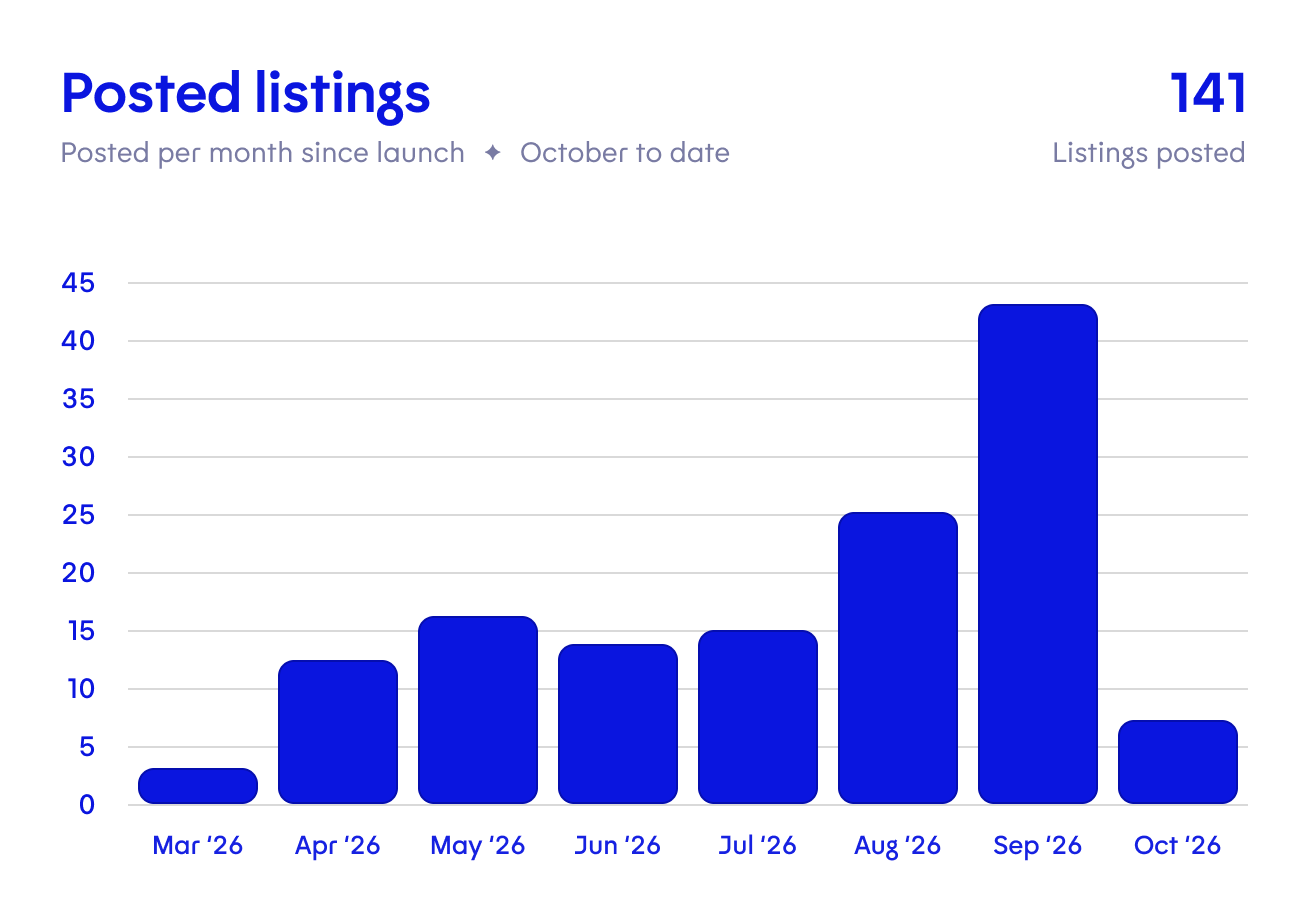 Posted listings
141
Posted per month since launch ✦ October to date
Listings posted
45
40
35
30
25
20
15
10
5
0
Mar ‘26
Apr ‘26
May ‘26
Jun ‘26
Jul ‘26
Aug ‘26
Sep ‘26
Oct ‘26